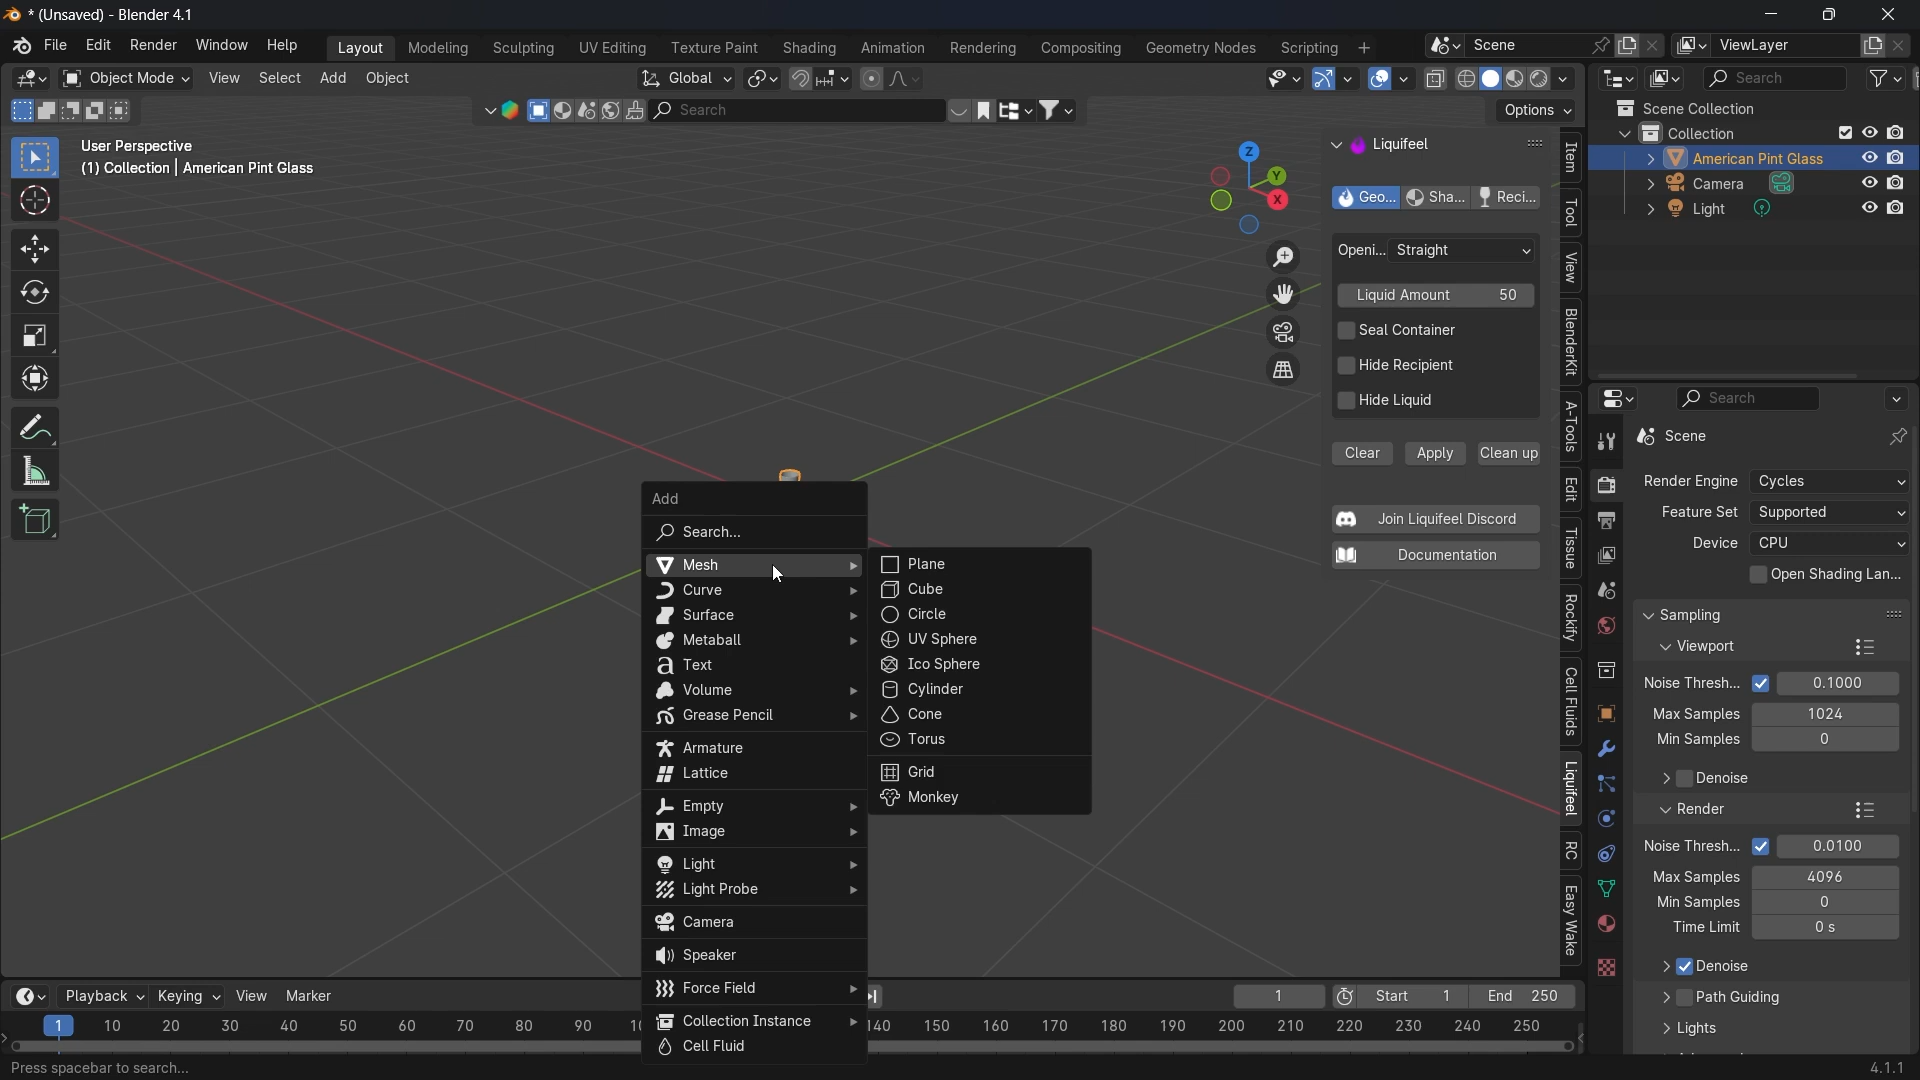 * (Unsaved) - Blender 4.1
File Edit Render Window Help
Layout Modeling Sculpting UV Editing Texture Paint Shading Animation Rendering Compositing Geometry Nodes Scripting +
Scene
ViewLayer
Object Mode View Select Add Object
Global
Search
Search
Options
User Perspective
(1) Collection | American Pint Glass
Z
Y
X
Liquifeel
Geo... Sha... Reci...
Openi... Straight
Liquid Amount 50
Seal Container
Hide Recipient
Hide Liquid
Clear Apply Clean up
Join Liquifeel Discord
Documentation
Item
Tool
View
BlenderKit
A-Tools
Edit
Tissue
Rockify
Cell Fluids
Liquifeel
RC
Easy Wake
Add
Search...
Mesh
Curve
Surface
Metaball
Text
Volume
Grease Pencil
Armature
Lattice
Empty
Image
Light
Light Probe
Camera
Speaker
Force Field
Collection Instance
Cell Fluid
Plane
Cube
Circle
UV Sphere
Ico Sphere
Cylinder
Cone
Torus
Grid
Monkey
Scene Collection
Collection
American Pint Glass
Camera
Light
Search
Scene
Render Engine Cycles
Feature Set Supported
Device CPU
Open Shading Lan...
Sampling
Viewport
Noise Thresh... 0.1000
Max Samples 1024
Min Samples 0
Denoise
Render
Noise Thresh... 0.0100
Max Samples 4096
Min Samples 0
Time Limit 0 s
Denoise
Path Guiding
Lights
Playback Keying View Marker
1 Start 1 End 250
1 10 20 30 40 50 60 70 80 90 140 150 160 170 180 190 200 210 220 230 240 250
Press spacebar to search...
4.1.1